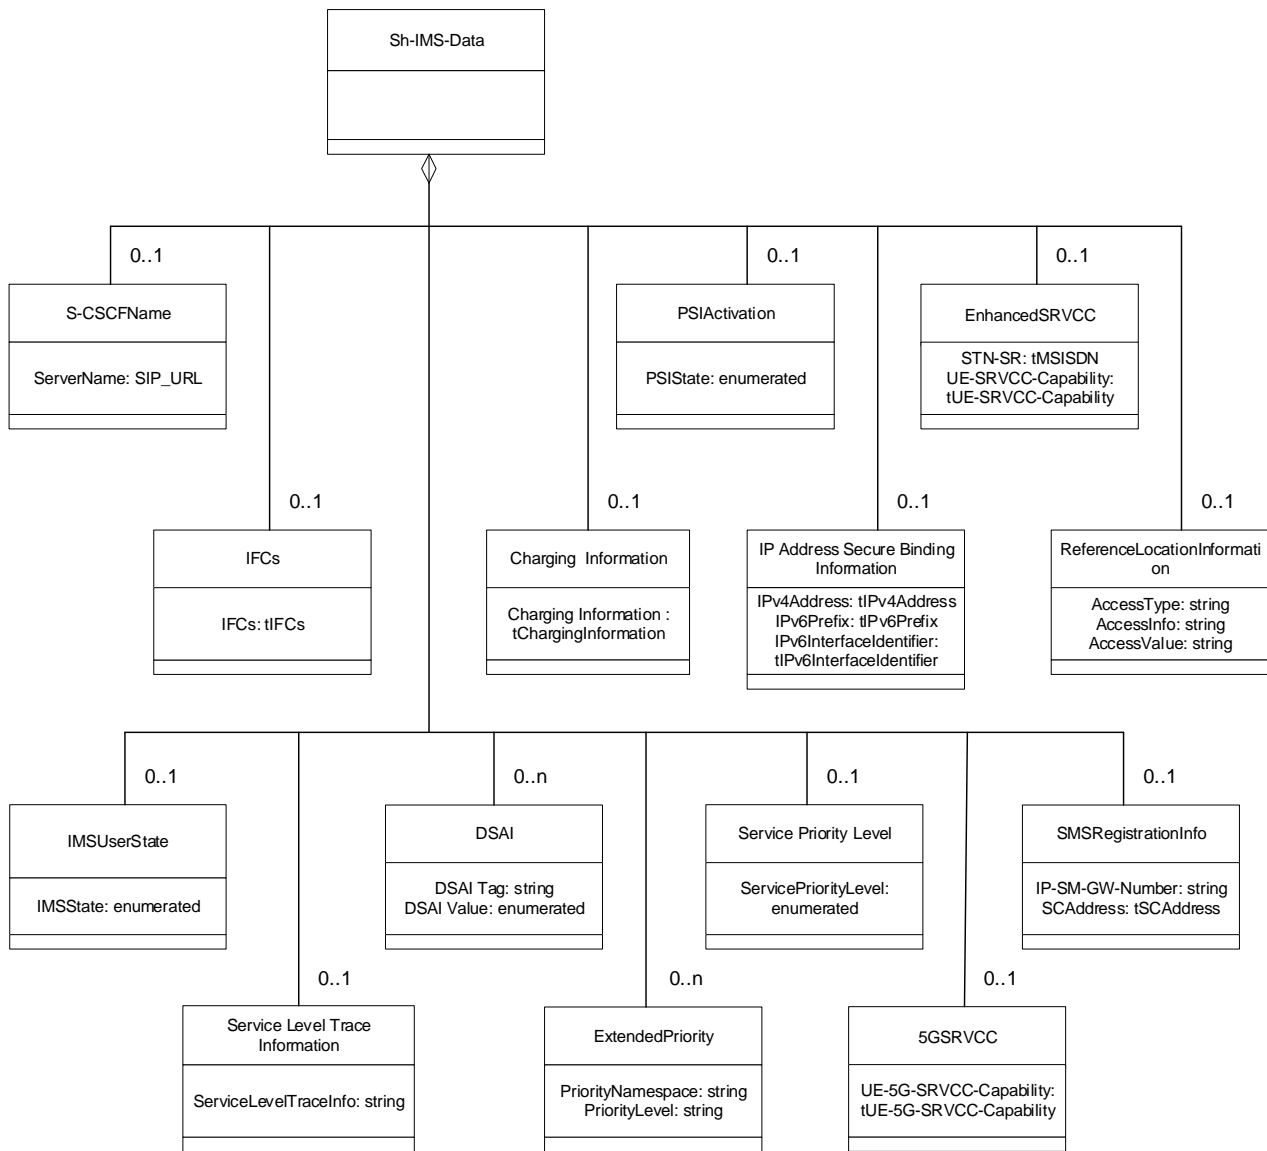 Sh-IMS-Data
0..1
0..1
0..1
S-CSCFName
PSIActivation
EnhancedSRVCC
ServerName: SIP_URL
PSIState: enumerated
STN-SR: tMSISDN
UE-SRVCC-Capability:
tUE-SRVCC-Capability
0..1
0..1
0..1
0..1
IFCs
IFCs: tIFCs
Charging Information
Charging Information :
tChargingInformation
IP Address Secure Binding
Information
IPv4Address: tIPv4Address
IPv6Prefix: tIPv6Prefix
IPv6InterfaceIdentifier:
tIPv6InterfaceIdentifier
ReferenceLocationInformati
on
AccessType: string
AccessInfo: string
AccessValue: string
0..1
0..n
0..1
0..1
IMSUserState
IMSState: enumerated
DSAI
DSAI Tag: string
DSAI Value: enumerated
Service Priority Level
ServicePriorityLevel:
enumerated
SMSRegistrationInfo
IP-SM-GW-Number: string
SCAddress: tSCAddress
0..1
0..n
0..1
Service Level Trace
Information
ServiceLevelTraceInfo: string
ExtendedPriority
PriorityNamespace: string
PriorityLevel: string
5GSRVCC
UE-5G-SRVCC-Capability:
tUE-5G-SRVCC-Capability